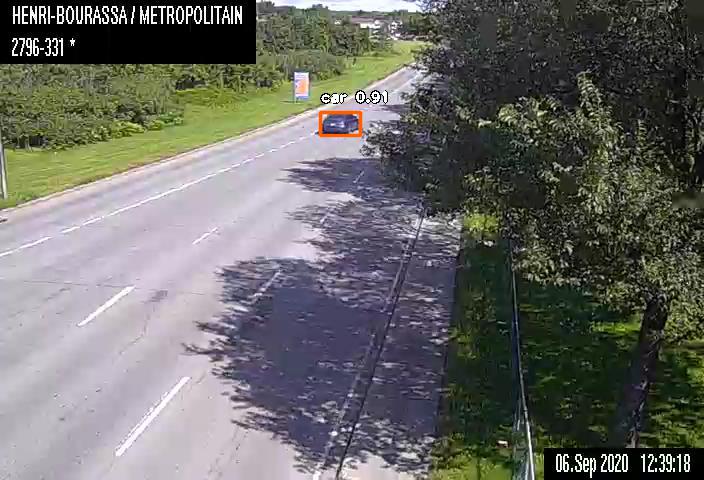 HENRI-BOURASSA / METROPOLITAIN
2796-331 *
car 0.91
06.Sep 2020 12:39:18